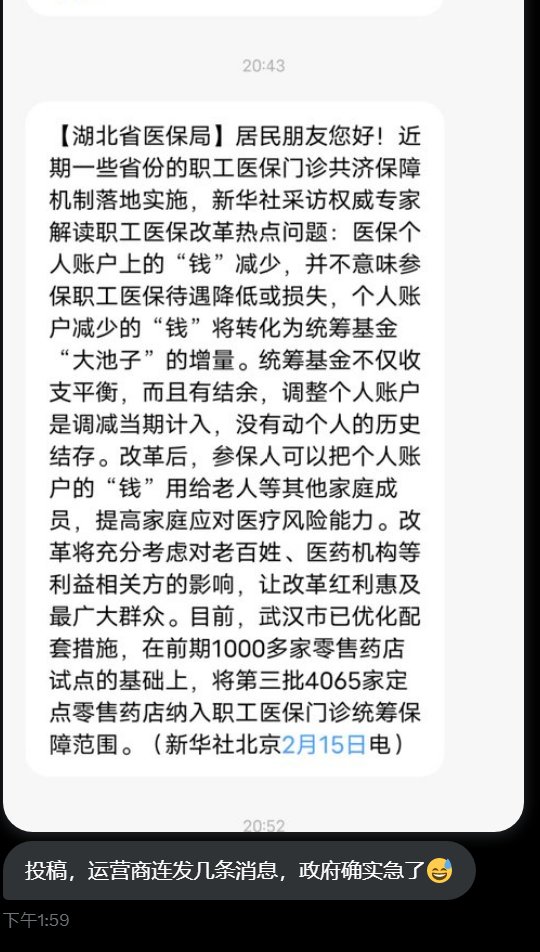 20:43
【湖北省医保局】居民朋友您好！近
期一些省份的职工医保门诊共济保障
机制落地实施，新华社采访权威专家
解读职工医保改革热点问题：医保个
人账户上的“钱”减少，并不意味参
保职工医保待遇降低或损失，个人账
户减少的“钱”将转化为统筹基金
“大池子”的增量。统筹基金不仅收
支平衡，而且有结余，调整个人账户
是调减当期计入，没有动个人的历史
结存。改革后，参保人可以把个人账
户的“钱”用给老人等其他家庭成
员，提高家庭应对医疗风险能力。改
革将充分考虑对老百姓、医药机构等
利益相关方的影响，让改革红利惠及
最广大群众。目前，武汉市已优化配
套措施，在前期1000多家零售药店
试点的基础上，将第三批4065家定
点零售药店纳入职工医保门诊统筹保
障范围。（新华社北京2月15日电）
20:52
投稿，运营商连发几条消息，政府确实急了😅
下午1:59